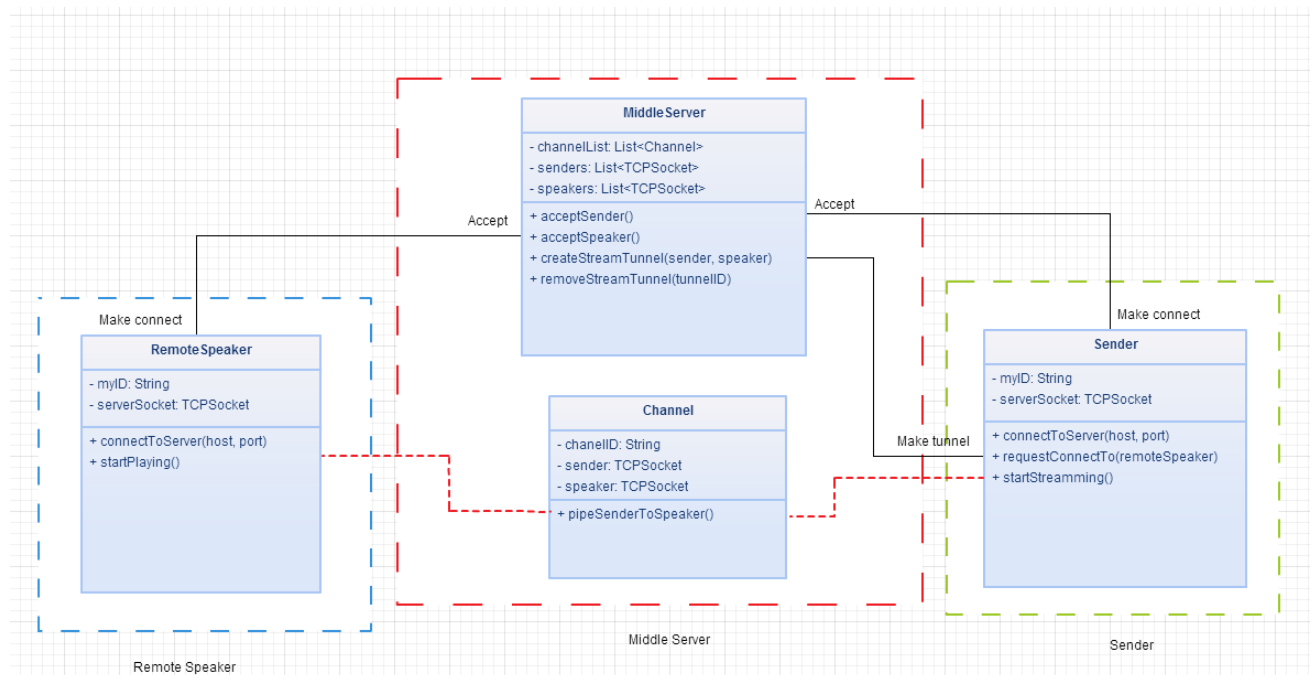 MiddleServer
- channelList: List<Channel>
- senders: List<TCPSocket>
- speakers: List<TCPSocket>
+ acceptSender()
+ acceptSpeaker()
+ createStreamTunnel(sender, speaker)
+ removeStreamTunnel(tunnelID)
Accept
Accept
Make connect
RemoteSpeaker
- myID: String
- serverSocket: TCPSocket
+ connectToServer(host, port)
+ startPlaying()
Channel
- chanelID: String
- sender: TCPSocket
- speaker: TCPSocket
+ pipeSenderToSpeaker()
Make connect
Make tunnel
Sender
- myID: String
- serverSocket: TCPSocket
+ connectToServer(host, port)
+ requestConnectTo(remoteSpeaker)
+ startStreamming()
Remote Speaker
Middle Server
Sender